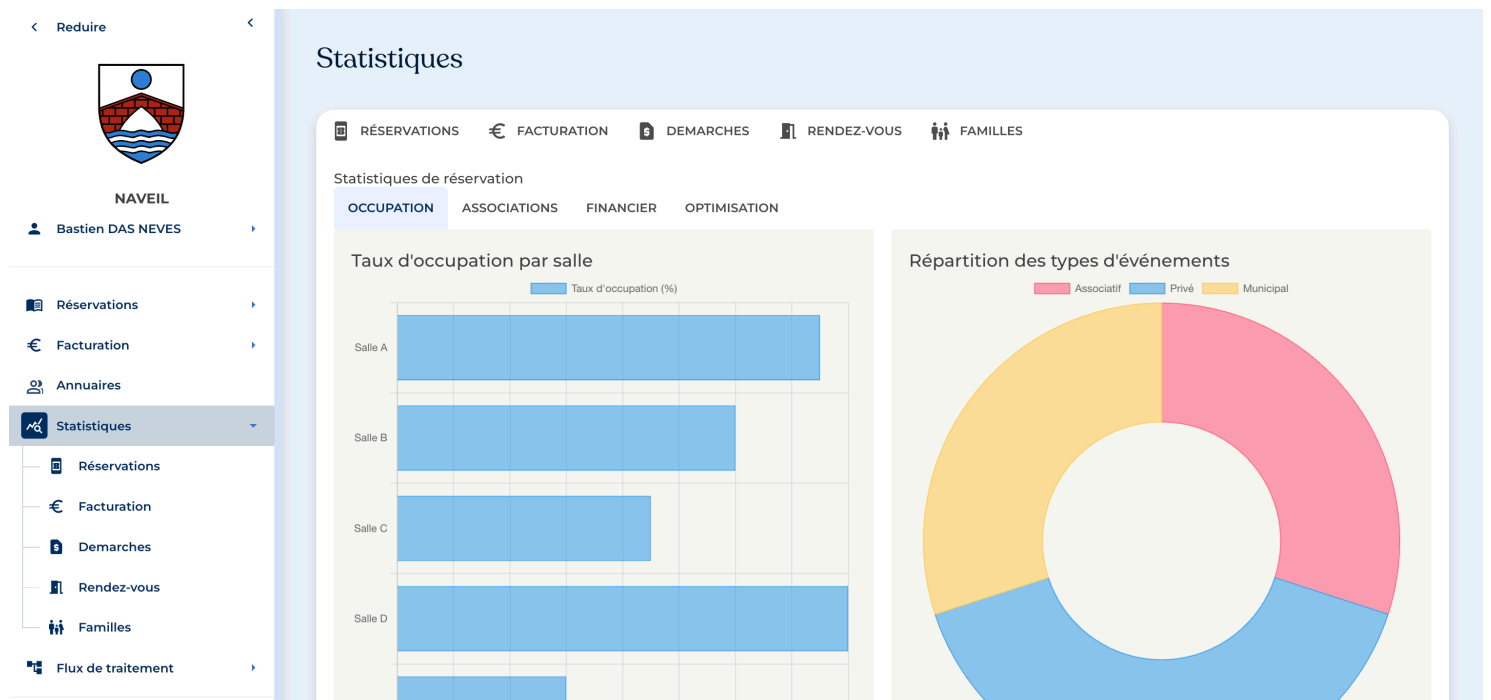 Reduire
NAVEIL
Bastien DAS NEVES
Réservations
Facturation
Annuaires
Statistiques
Réservations
Facturation
Demarches
Rendez-vous
Familles
Flux de traitement
Statistiques
RÉSERVATIONS FACTURATION DEMARCHES RENDEZ-VOUS FAMILLES
Statistiques de réservation
OCCUPATION ASSOCIATIONS FINANCIER OPTIMISATION
Taux d'occupation par salle
Taux d'occupation (%)
Salle A
Salle B
Salle C
Salle D
Répartition des types d'événements
Associatif Privé Municipal